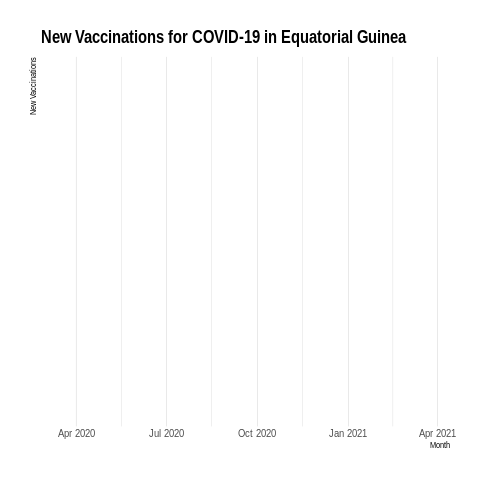 New Vaccinations for COVID-19 in Equatorial Guinea
New Vaccinations
Apr 2020 Jul 2020 Oct 2020 Jan 2021 Apr 2021
Month